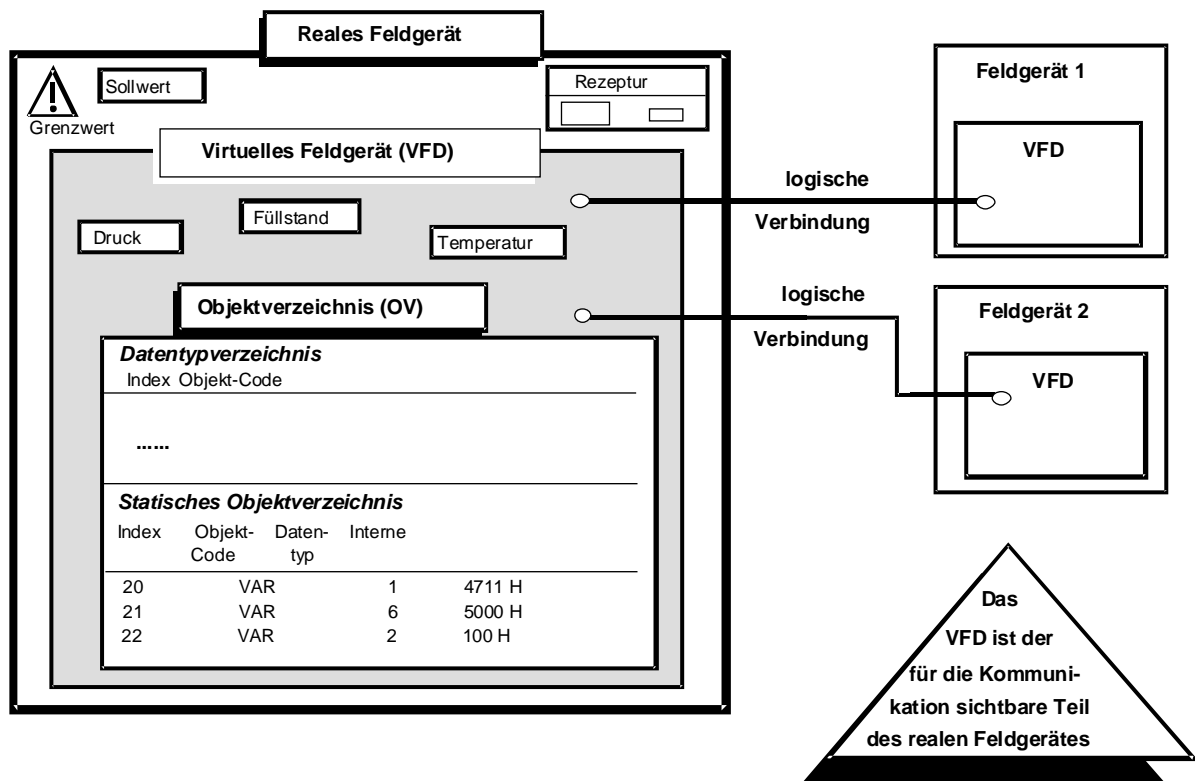 Reales Feldgerät
Sollwert
Grenzwert
Rezeptur
Virtuelles Feldgerät (VFD)
Druck
Füllstand
Temperatur
Objektverzeichnis (OV)
Datentypverzeichnis
Index Objekt-Code
......
Statisches Objektverzeichnis
Index Objekt- Daten- Interne
Code typ
20 VAR 1 4711 H
21 VAR 6 5000 H
22 VAR 2 100 H
logische
Verbindung
logische
Verbindung
Feldgerät 1
VFD
Feldgerät 2
VFD
Das
VFD ist der
für die Kommuni-
kation sichtbare Teil
des realen Feldgerätes